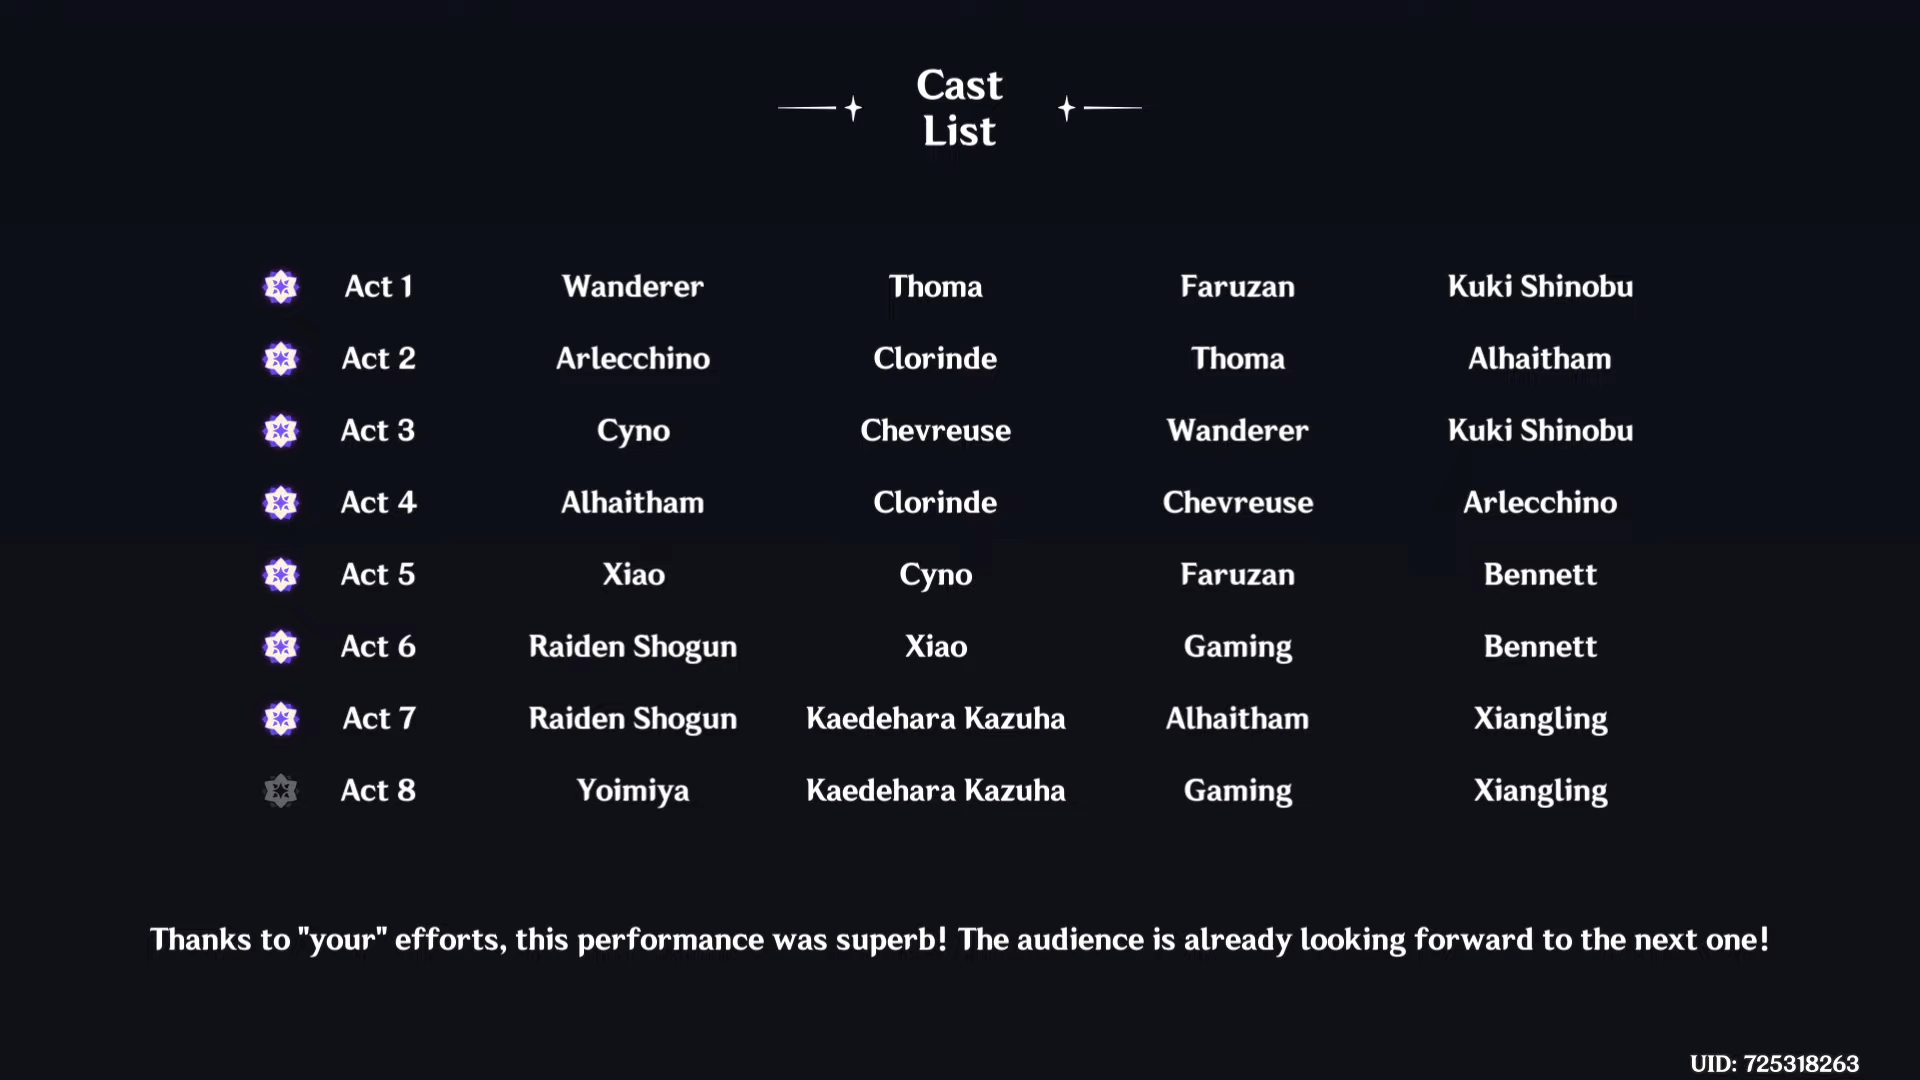 Cast
List
Act 1 Wanderer Thoma Faruzan Kuki Shinobu
Act 2 Arlecchino Clorinde Thoma Alhaitham
Act 3 Cyno Chevreuse Wanderer Kuki Shinobu
Act 4 Alhaitham Clorinde Chevreuse Arlecchino
Act 5 Xiao Cyno Faruzan Bennett
Act 6 Raiden Shogun Xiao Gaming Bennett
Act 7 Raiden Shogun Kaedehara Kazuha Alhaitham Xiangling
Act 8 Yoimiya Kaedehara Kazuha Gaming Xiangling
Thanks to "your" efforts, this performance was superb! The audience is already looking forward to the next one!
UID: 725318263